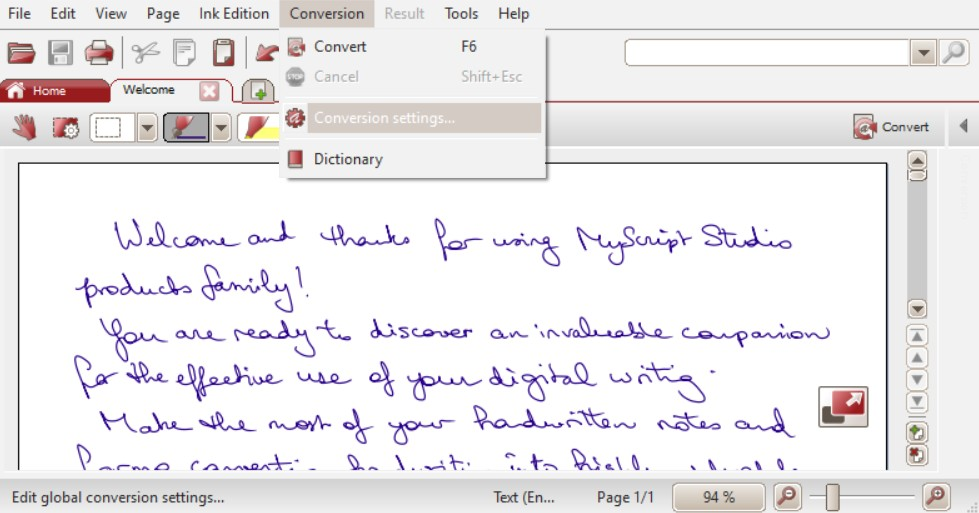 File Edit View Page Ink Edition Conversion Result Tools Help
Convert F6
Cancel Shift+Esc
Home Welcome
Conversion settings...
Convert
Dictionary
Welcome and thanks for using MyScript Studio
products family!
You are ready to discover an invaluable companion
for the effective use of your digital writing.
Make the most of your handwritten notes and
Edit global conversion settings... Text (En... Page 1/1 94 %